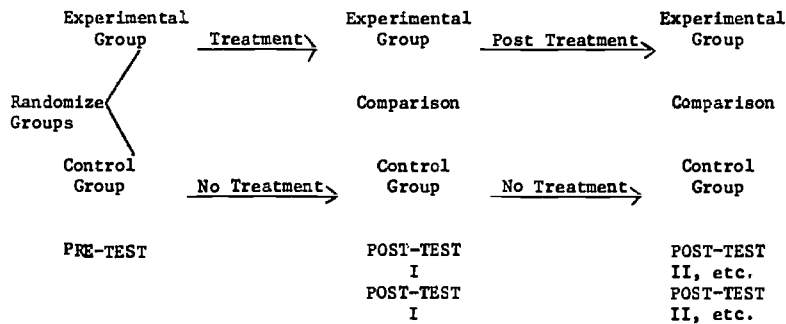 Experimental Experimental Experimental
Group Treatment Group Post Treatment Group
Randomize Comparison Comparison
Groups
Control Control Control
Group No Treatment Group No Treatment Group
PRE-TEST POST-TEST POST-TEST
I II, etc.
POST-TEST POST-TEST
I II, etc.